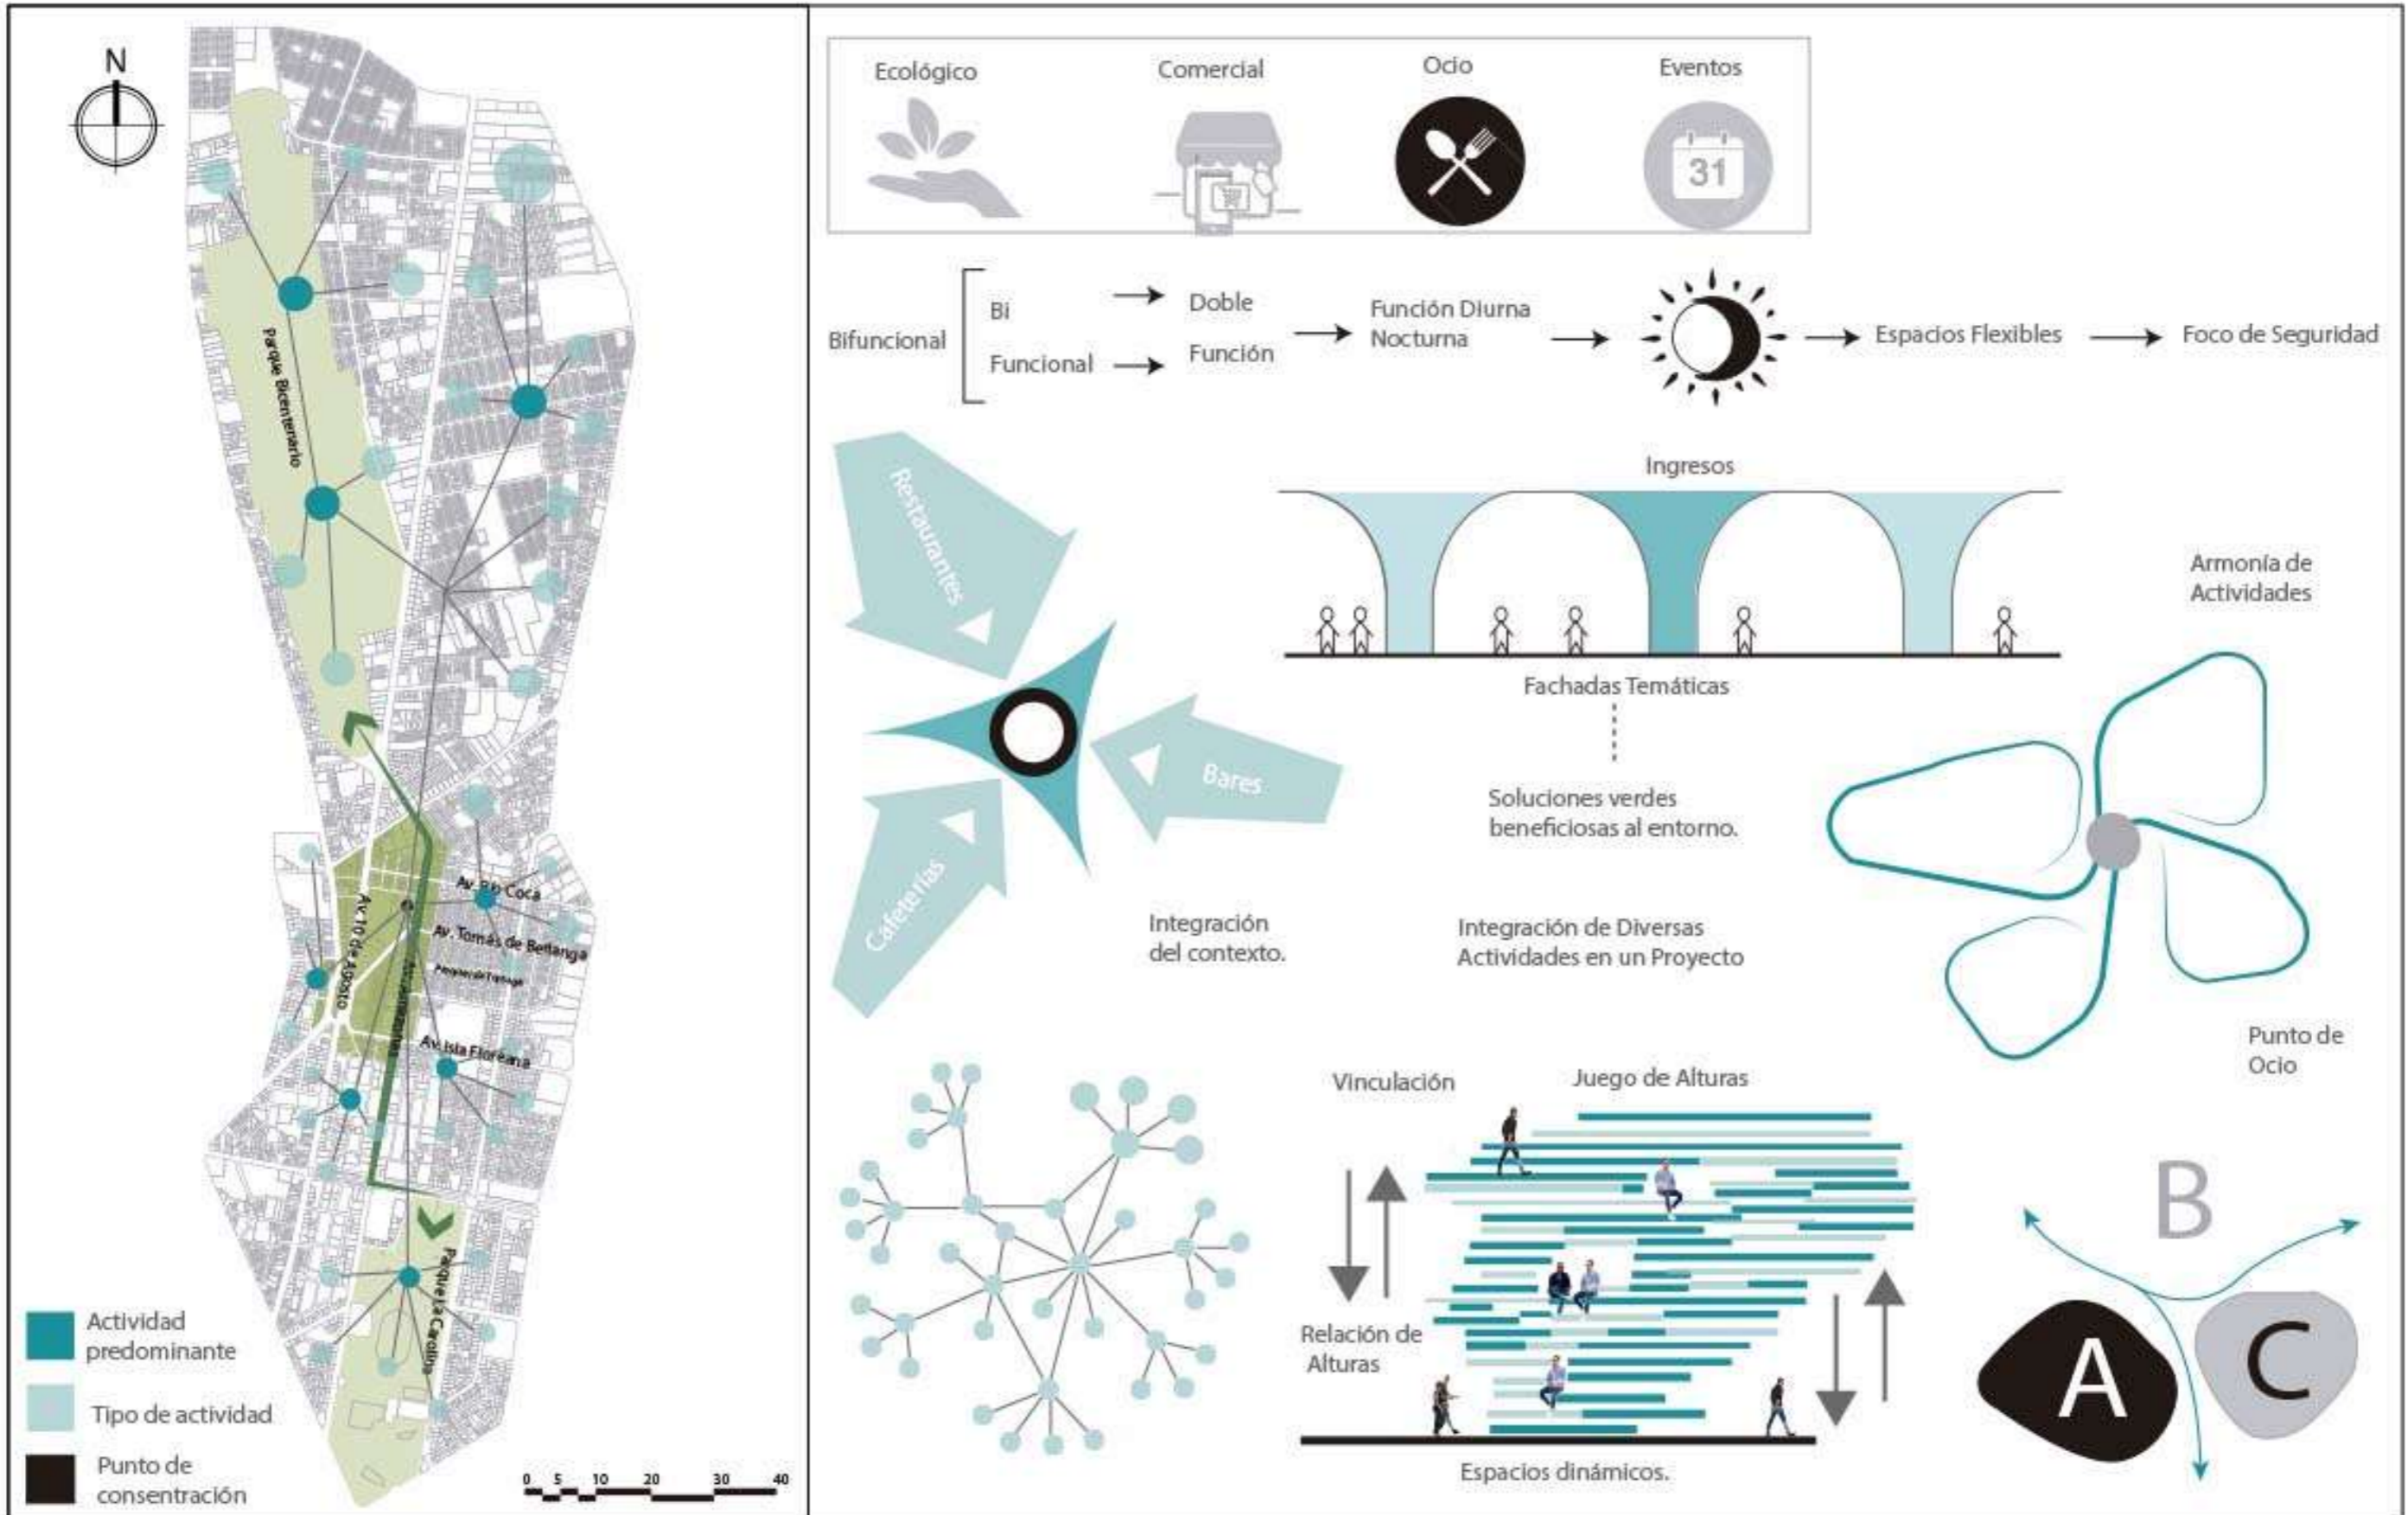 N
Parque Bicentenario
Av. Río Coca
Av. 10 de Agosto
Av. Tomás de Bertanga
Av. Isla Floreana
Parque La Carolina
Actividad
predominante
Tipo de actividad
Punto de
consentración
0 5 10 20 30 40
Ecológico
Comercial
Ocio
Eventos
31
Bifuncional
Bi
Funcional
Doble
Función
Función Diurna
Nocturna
Espacios Flexibles
Foco de Seguridad
Restaurantes
Bares
Cafeterías
Ingresos
Fachadas Temáticas
Soluciones verdes
beneficiosas al entorno.
Armonía de
Actividades
Integración
del contexto.
Integración de Diversas
Actividades en un Proyecto
Punto de
Ocio
Vinculación
Juego de Alturas
Relación de
Alturas
Espacios dinámicos.
B
A
C